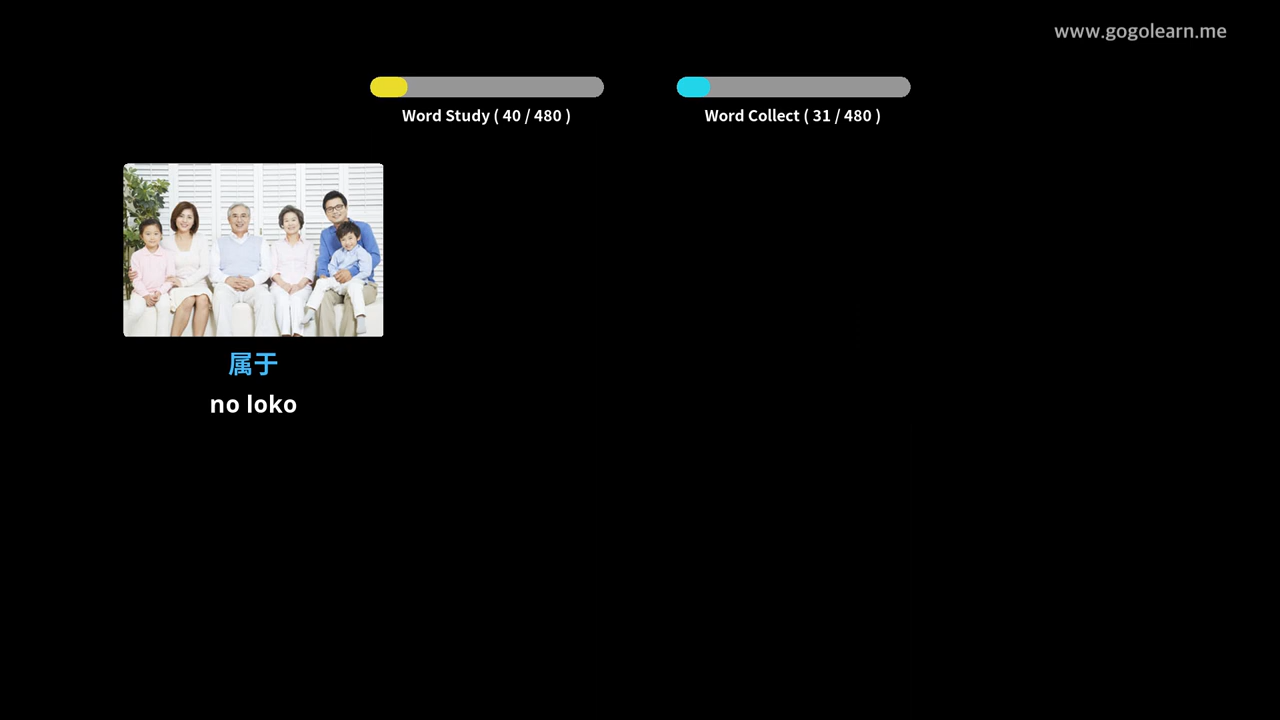 www.gogolearn.me
Word Study ( 40 / 480 )
Word Collect ( 31 / 480 )
属于
no loko